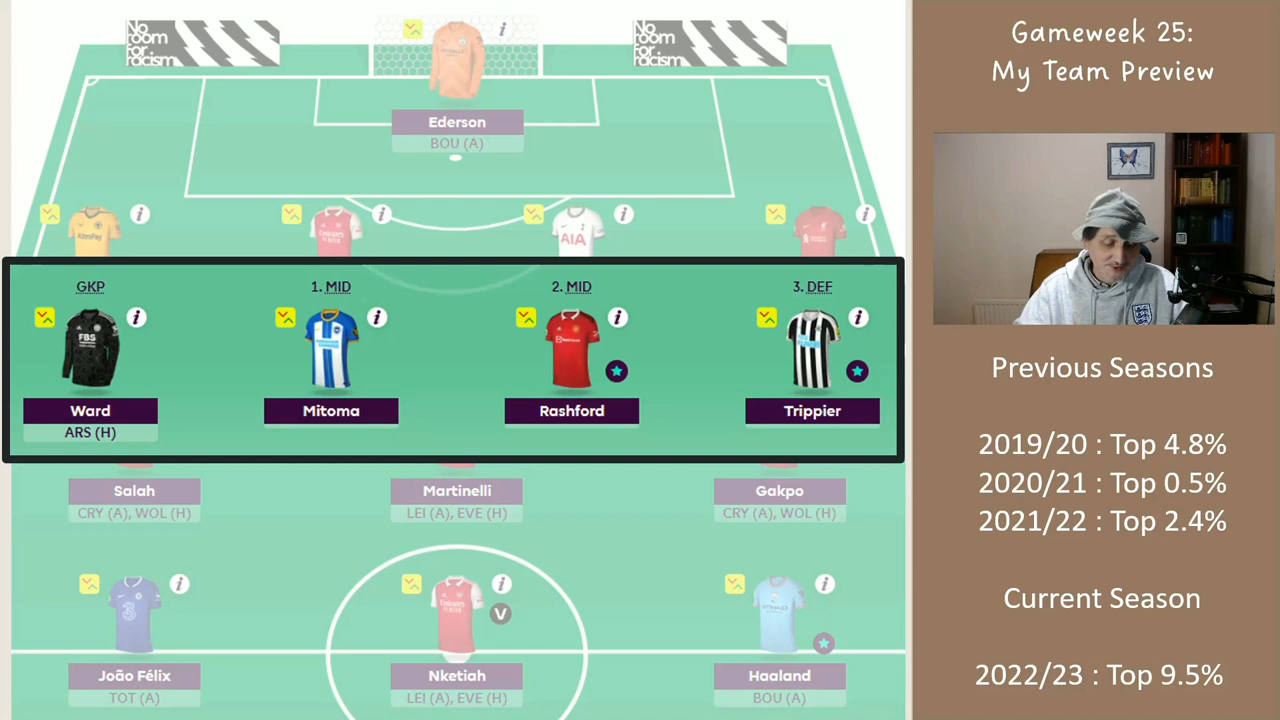 No
Room
For
Racism
No
Room
For
Racism
Ederson
BOU (A)
AIA
GKP
1. MID
2. MID
3. DEF
FBS
Ward
Mitoma
Rashford
Trippier
ARS (H)
Salah
Martinelli
Gakpo
CRY (A), WOL (H)
LEI (A), EVE (H)
CRY (A), WOL (H)
V
João Félix
Nketiah
Haaland
TOT (A)
LEI (A), EVE (H)
BOU (A)
Gameweek 25:
My Team Preview
Previous Seasons
2019/20 : Top 4.8%
2020/21 : Top 0.5%
2021/22 : Top 2.4%
Current Season
2022/23 : Top 9.5%